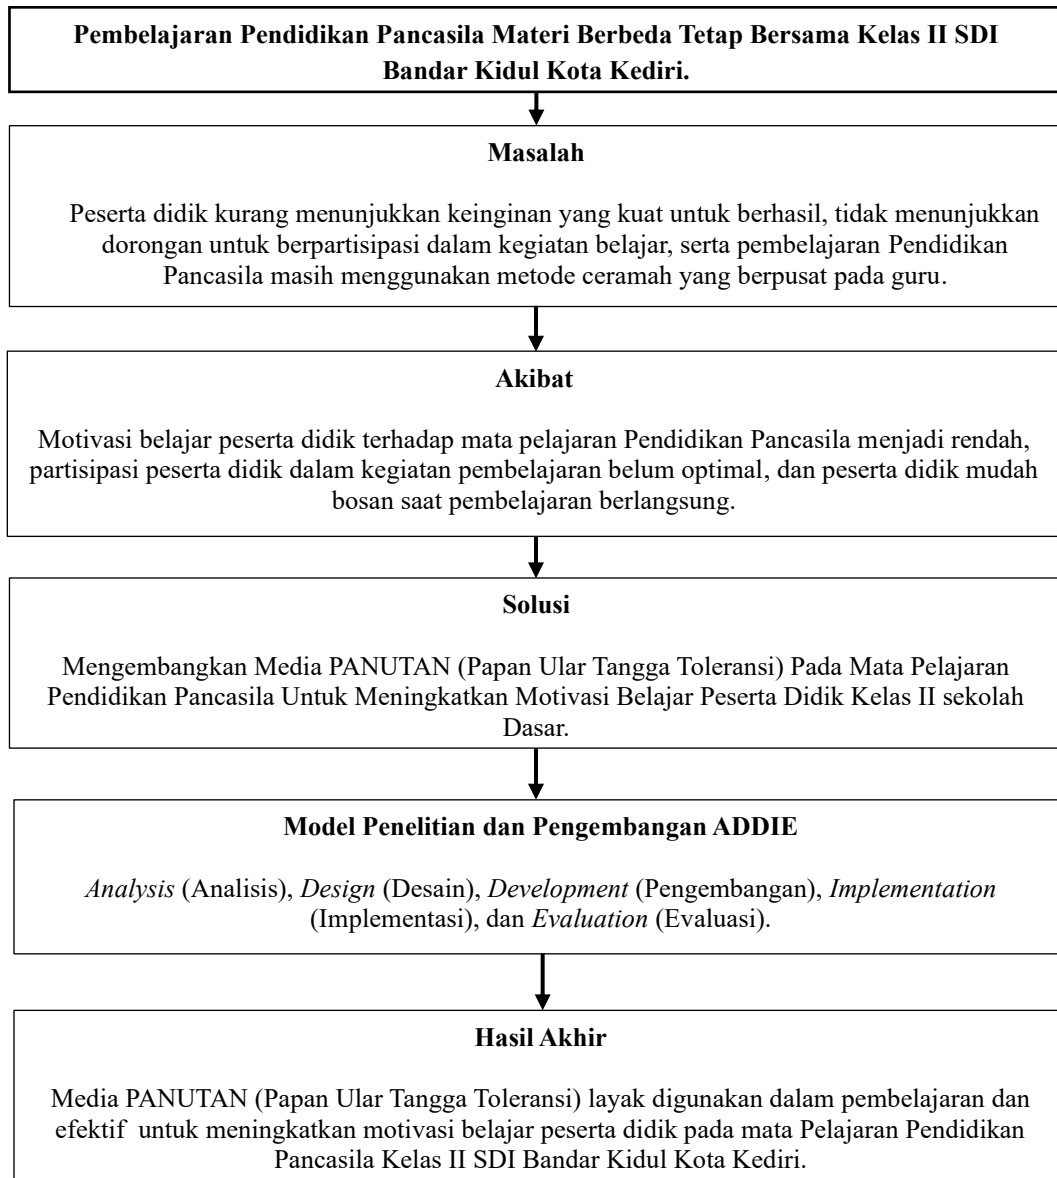 Pembelajaran Pendidikan Pancasila Materi Berbeda Tetap Bersama Kelas II SDI
Bandar Kidul Kota Kediri.
Masalah
Peserta didik kurang menunjukkan keinginan yang kuat untuk berhasil, tidak menunjukkan
dorongan untuk berpartisipasi dalam kegiatan belajar, serta pembelajaran Pendidikan
Pancasila masih menggunakan metode ceramah yang berpusat pada guru.
Akibat
Motivasi belajar peserta didik terhadap mata pelajaran Pendidikan Pancasila menjadi rendah,
partisipasi peserta didik dalam kegiatan pembelajaran belum optimal, dan peserta didik mudah
bosan saat pembelajaran berlangsung.
Solusi
Mengembangkan Media PANUTAN (Papan Ular Tangga Toleransi) Pada Mata Pelajaran
Pendidikan Pancasila Untuk Meningkatkan Motivasi Belajar Peserta Didik Kelas II sekolah
Dasar.
Model Penelitian dan Pengembangan ADDIE
Analysis (Analisis), Design (Desain), Development (Pengembangan), Implementation
(Implementasi), dan Evaluation (Evaluasi).
Hasil Akhir
Media PANUTAN (Papan Ular Tangga Toleransi) layak digunakan dalam pembelajaran dan
efektif untuk meningkatkan motivasi belajar peserta didik pada mata Pelajaran Pendidikan
Pancasila Kelas II SDI Bandar Kidul Kota Kediri.